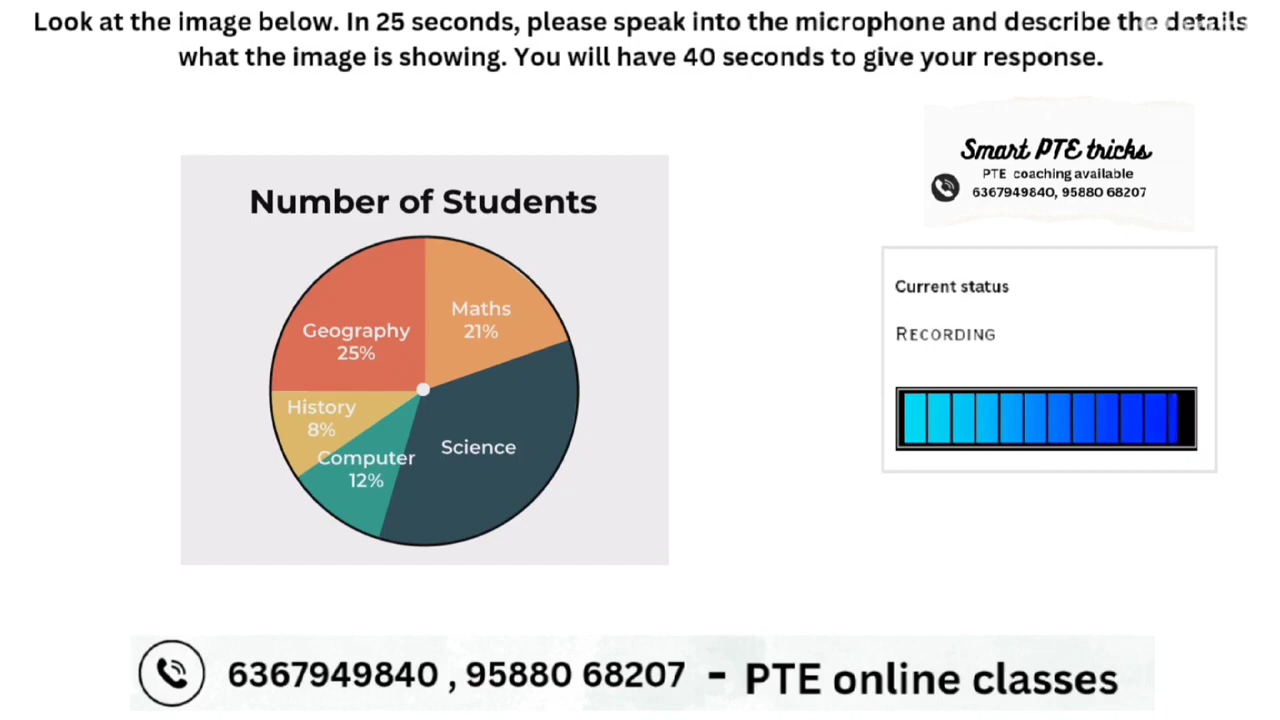 Look at the image below. In 25 seconds, please speak into the microphone and describe the details
what the image is showing. You will have 40 seconds to give your response.
Smart PTE tricks
PTE coaching available
6367949840, 95880 68207
Number of Students
Maths
21%
Geography
25%
History
8%
Computer
12%
Science
Current status
RECORDING
6367949840 , 95880 68207 - PTE online classes